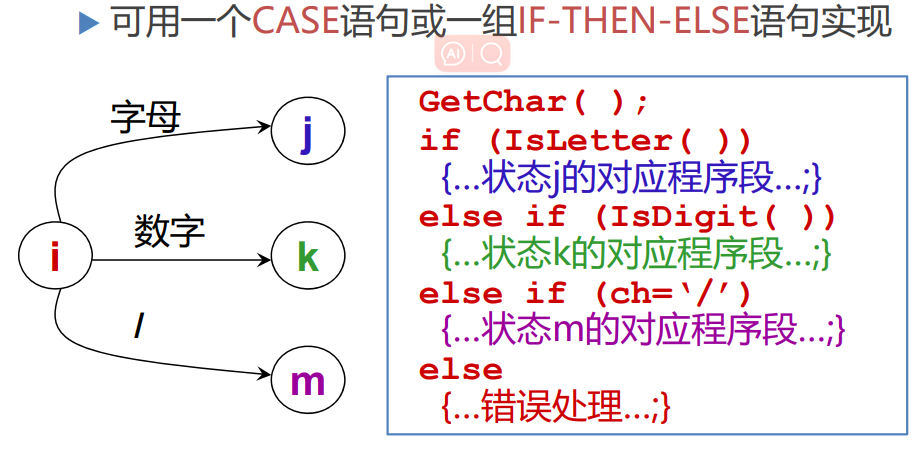 可用一个CASE语句或一组IF-THEN-ELSE语句实现
AI
字母
j
数字
i
k
/
m
GetChar( );
if (IsLetter( ))
{…状态j的对应程序段…;}
else if (IsDigit( ))
{…状态k的对应程序段…;}
else if (ch=‘/’)
{…状态m的对应程序段…;}
else
{…错误处理…;}